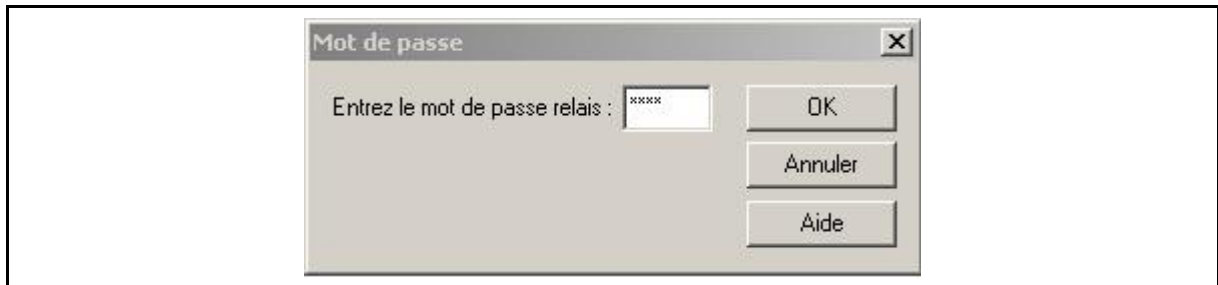 Mot de passe
Entrez le mot de passe relais : ****
OK
Annuler
Aide